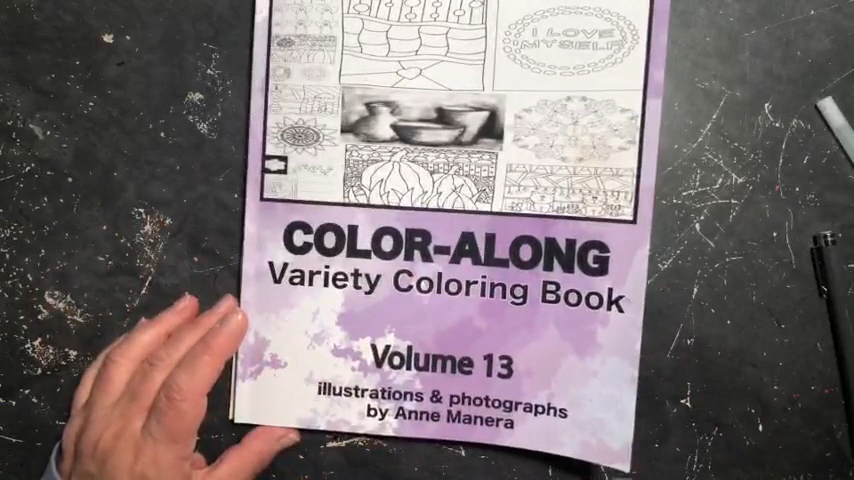 I LOVE
MYSELF
COLOR-ALONG
Variety Coloring Book
Volume 13
illustrations & photographs
by Anne Manera